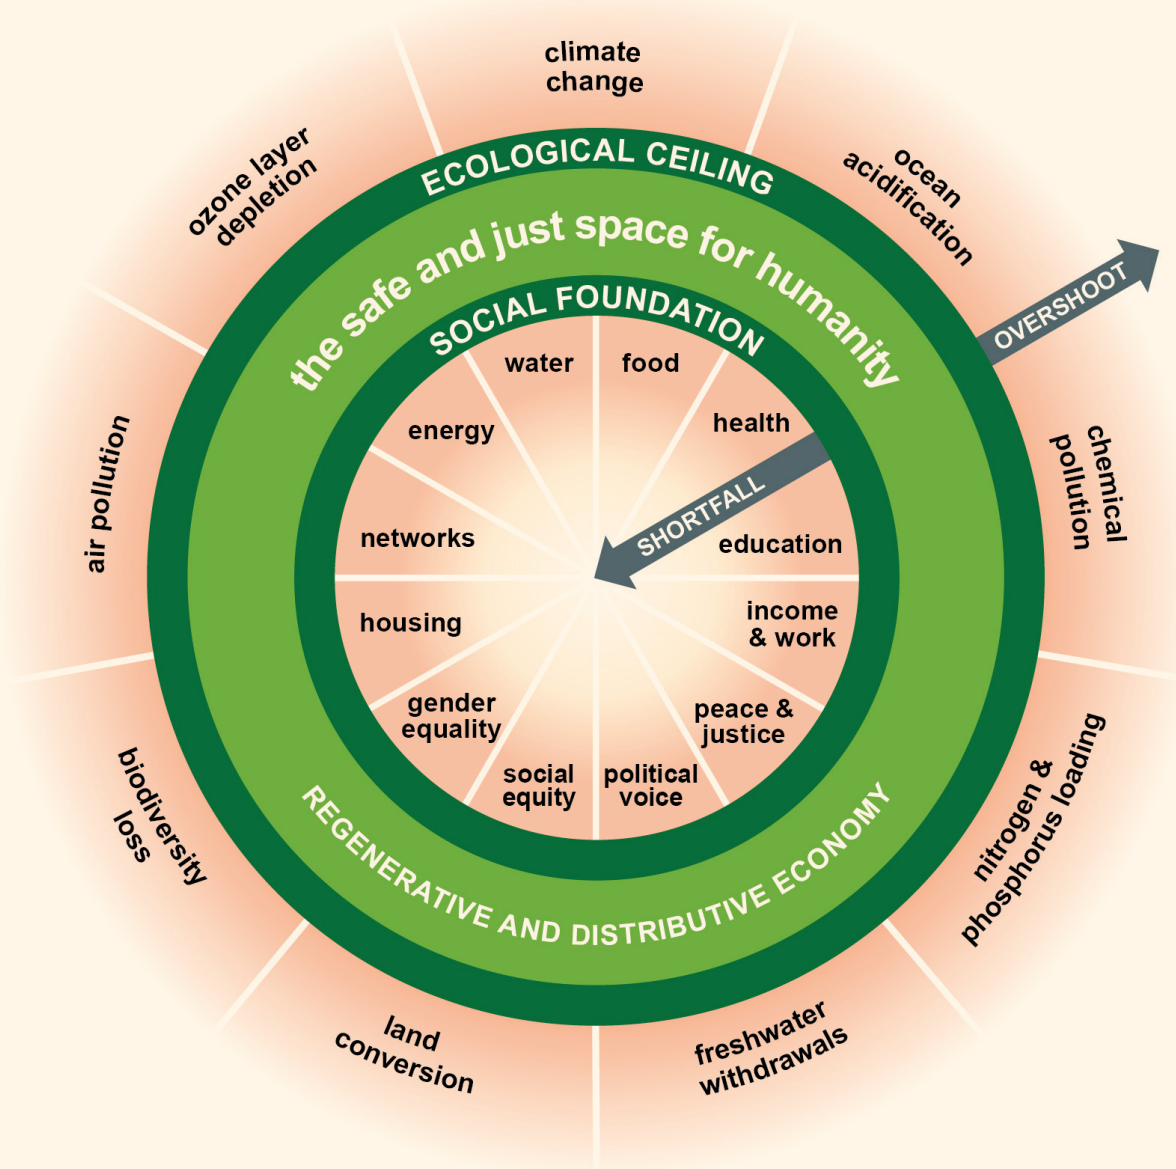 climate
change
ocean
acidification
OVERSHOOT
chemical
pollution
nitrogen &
phosphorus loading
freshwater
withdrawals
land
conversion
biodiversity
loss
air pollution
ozone layer
depletion
ECOLOGICAL CEILING
the safe and just space for humanity
SOCIAL FOUNDATION
water
food
health
SHORTFALL
education
income
& work
peace &
justice
political
voice
social
equity
gender
equality
housing
networks
energy
REGENERATIVE AND DISTRIBUTIVE ECONOMY